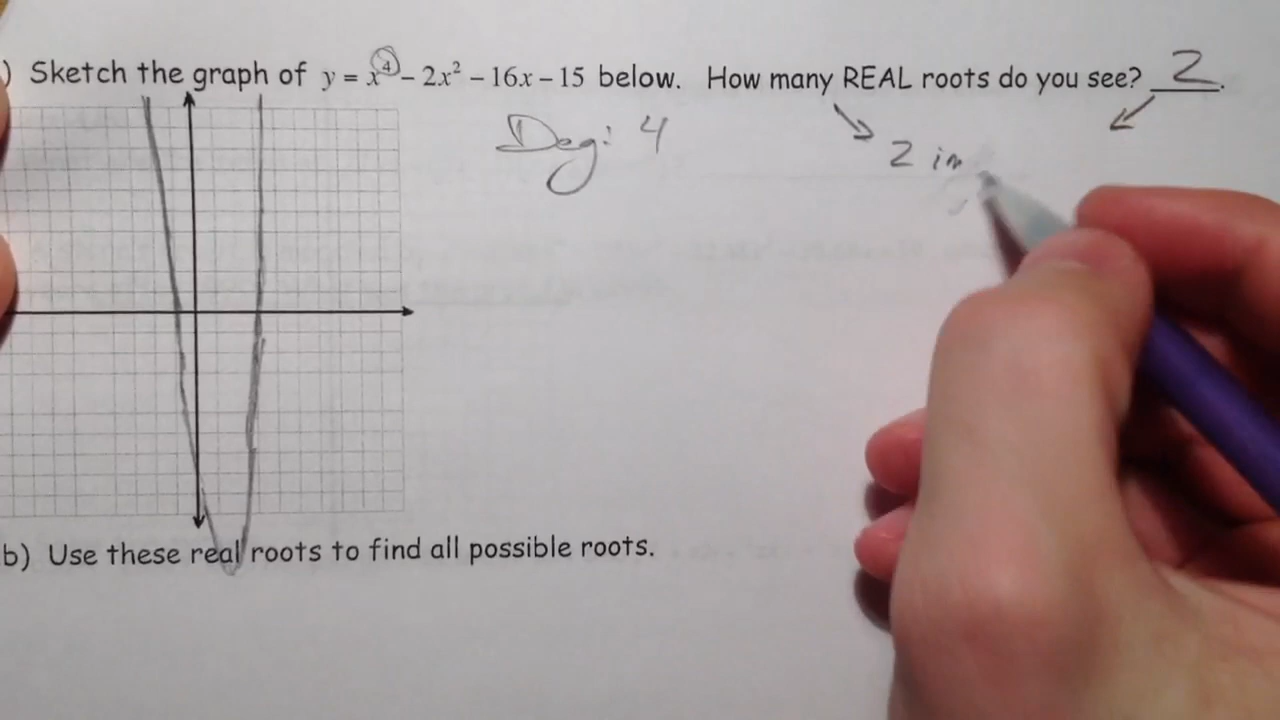 ) Sketch the graph of y = x⁴ – 2x² – 16x – 15 below. How many REAL roots do you see? 2.
Deg: 4
2 im
b) Use these real roots to find all possible roots.